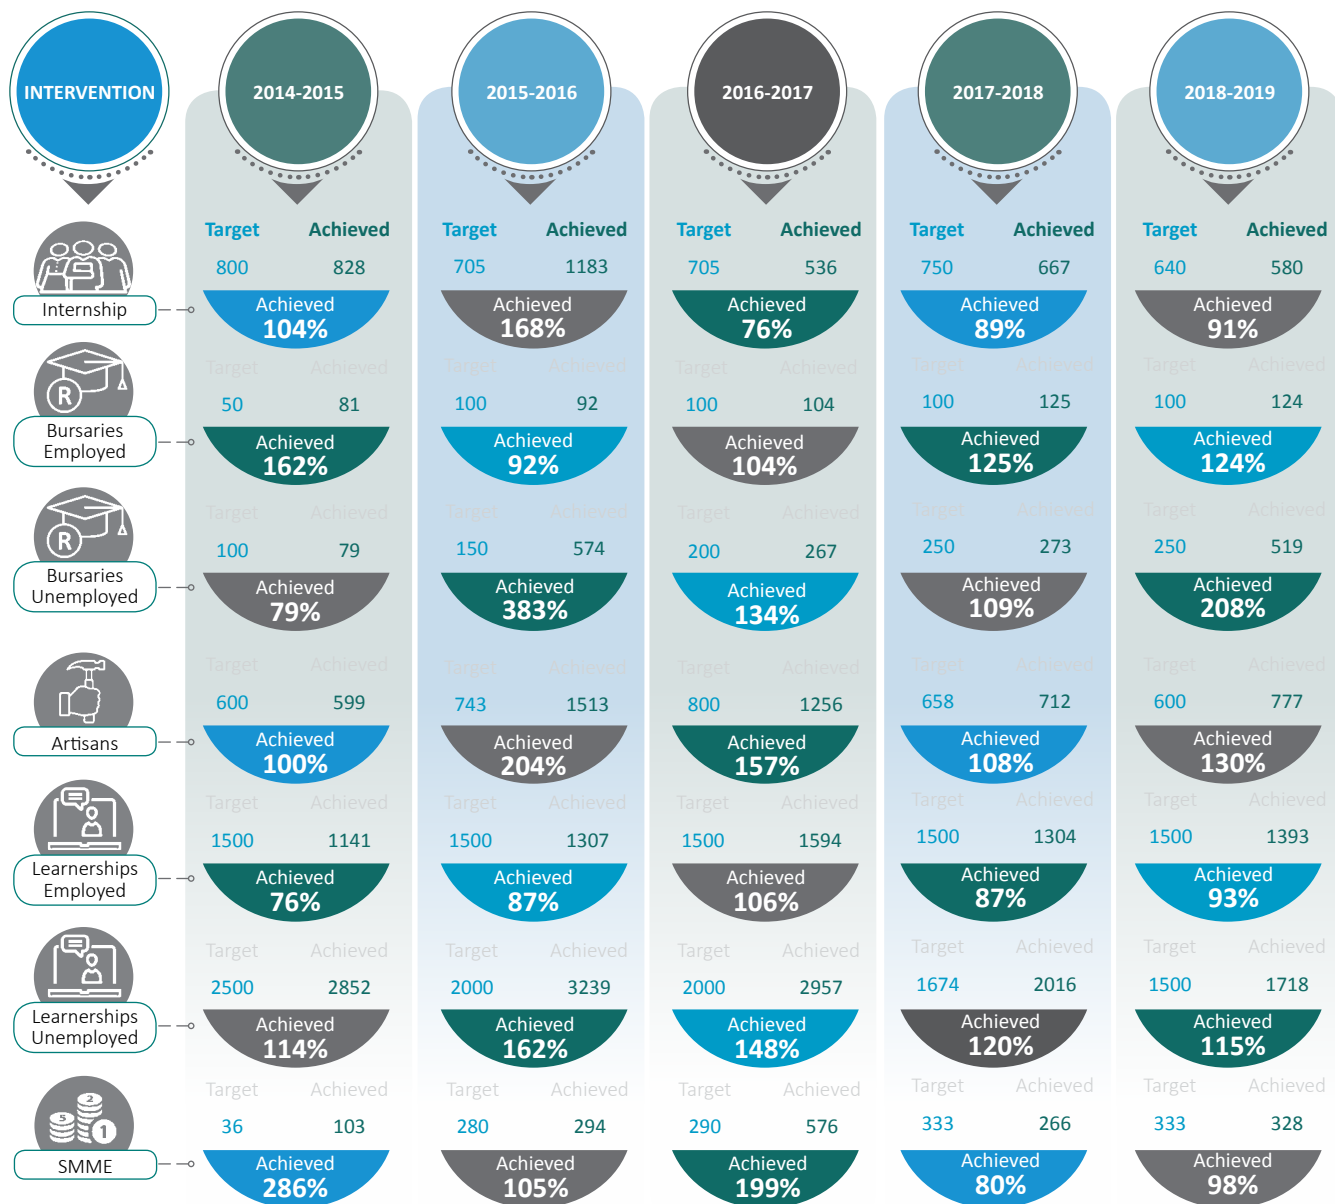 INTERVENTION 2014-2015 2015-2016 2016-2017 2017-2018 2018-2019
Target Achieved Target Achieved Target Achieved Target Achieved Target Achieved
800 828 705 1183 705 536 750 667 640 580
Internship
Achieved Achieved Achieved Achieved Achieved
104% 168% 76% 89% 91%
Target Achieved Target Achieved Target Achieved Target Achieved Target Achieved
R
50 81 100 92 100 104 100 125 100 124
Bursaries
Employed
Achieved Achieved Achieved Achieved Achieved
162% 92% 104% 125% 124%
Target Achieved Target Achieved Target Achieved Target Achieved Target Achieved
R
100 79 150 574 200 267 250 273 250 519
Bursaries
Unemployed
Achieved Achieved Achieved Achieved Achieved
79% 383% 134% 109% 208%
Target Achieved Target Achieved Target Achieved Target Achieved Target Achieved
600 599 743 1513 800 1256 658 712 600 777
Artisans
Achieved Achieved Achieved Achieved Achieved
100% 204% 157% 108% 130%
Target Achieved Target Achieved Target Achieved Target Achieved Target Achieved
1500 1141 1500 1307 1500 1594 1500 1304 1500 1393
Learnerships
Employed
Achieved Achieved Achieved Achieved Achieved
76% 87% 106% 87% 93%
Target Achieved Target Achieved Target Achieved Target Achieved Target Achieved
2500 2852 2000 3239 2000 2957 1674 2016 1500 1718
Learnerships
Unemployed
Achieved Achieved Achieved Achieved Achieved
114% 162% 148% 120% 115%
Target Achieved Target Achieved Target Achieved Target Achieved Target Achieved
5 2 1
36 103 280 294 290 576 333 266 333 328
SMME
Achieved Achieved Achieved Achieved Achieved
286% 105% 199% 80% 98%